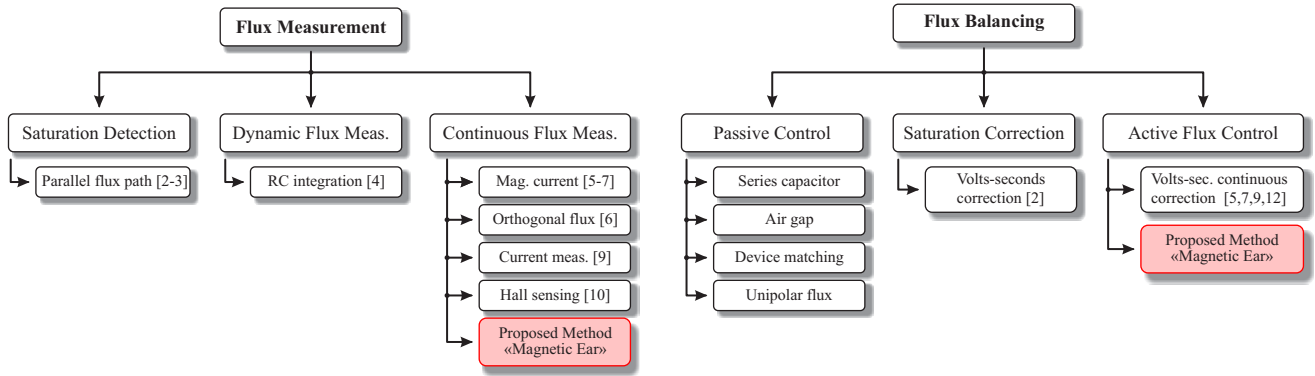 Flux Measurement
Saturation Detection
Parallel flux path [2-3]
Dynamic Flux Meas.
RC integration [4]
Continuous Flux Meas.
Mag. current [5-7]
Orthogonal flux [6]
Current meas. [9]
Hall sensing [10]
Proposed Method
«Magnetic Ear»
Flux Balancing
Passive Control
Series capacitor
Air gap
Device matching
Unipolar flux
Saturation Correction
Volts-seconds
correction [2]
Active Flux Control
Volts-sec. continuous
correction [5,7,9,12]
Proposed Method
«Magnetic Ear»